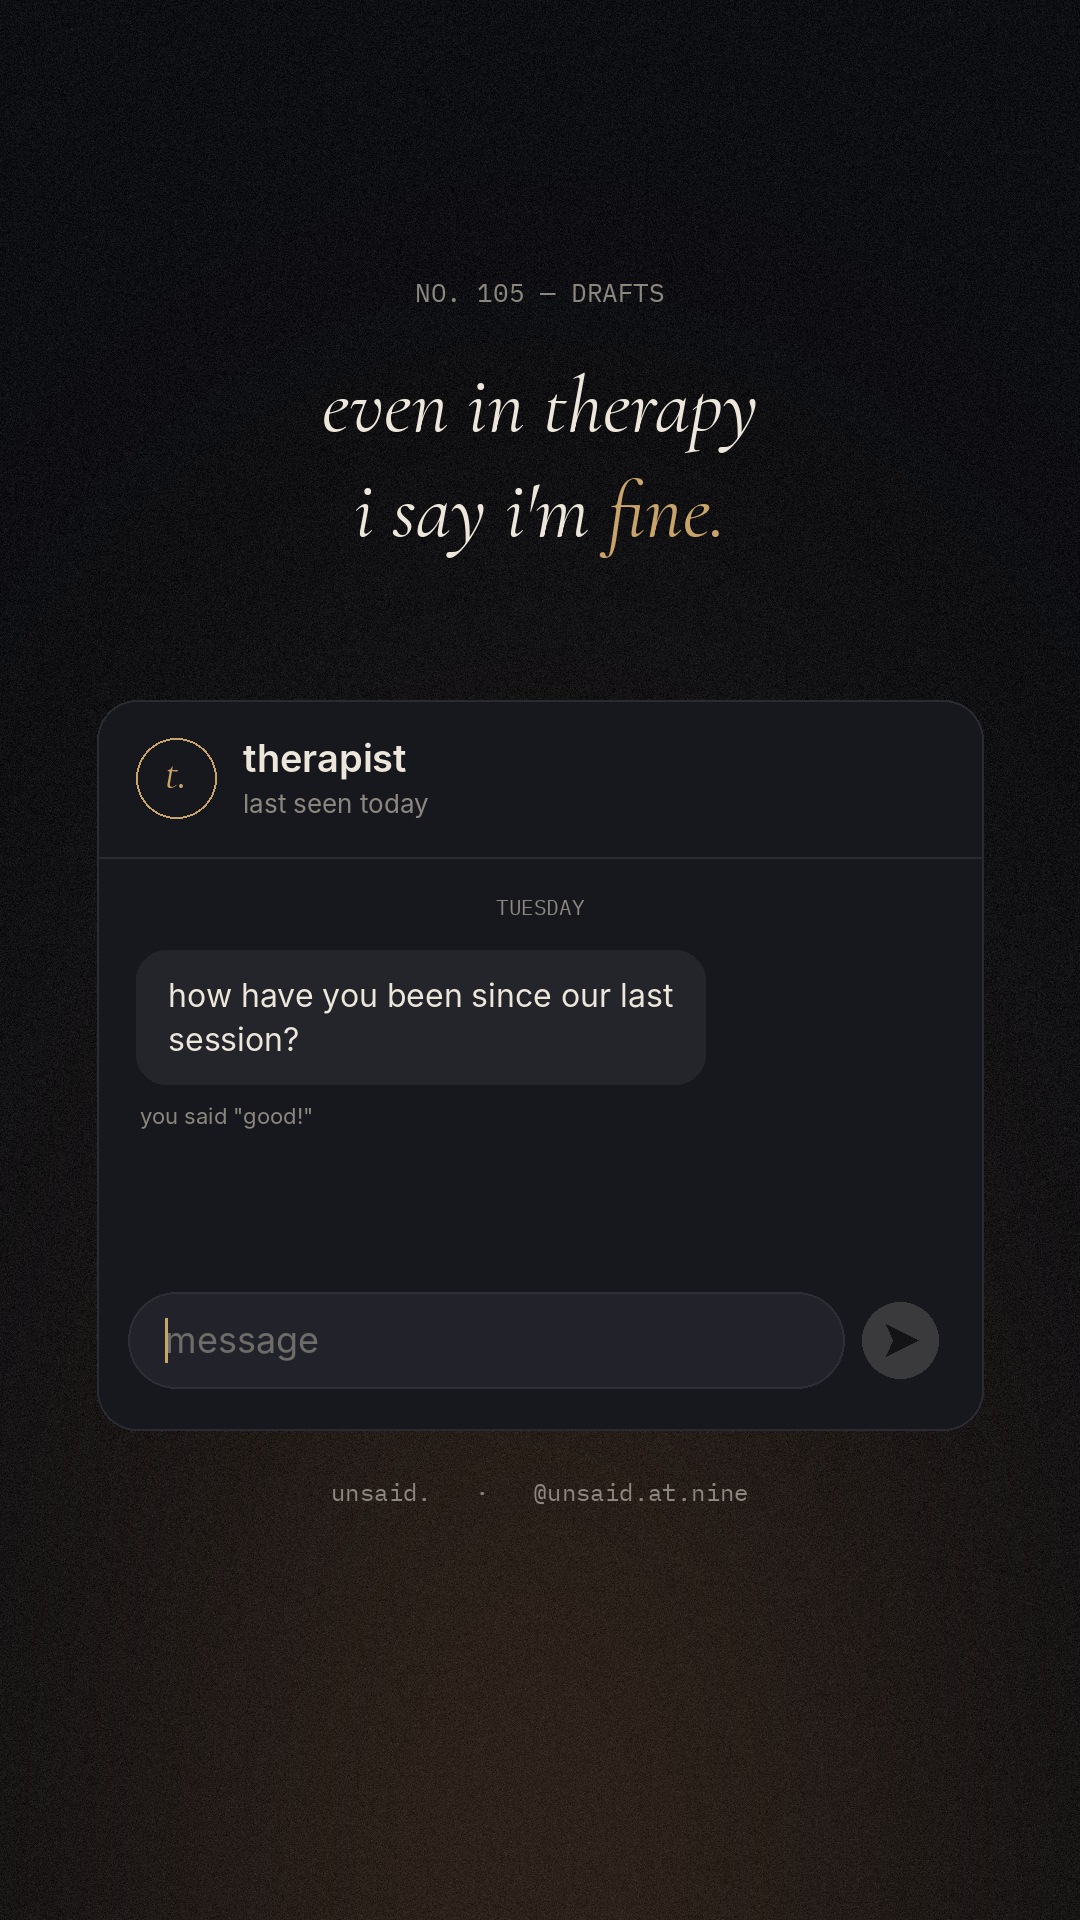 NO. 105 — DRAFTS
even in therapy
i say i'm fine.
t.
therapist
last seen today
TUESDAY
how have you been since our last
session?
you said "good!"
message
unsaid. · @unsaid.at.nine